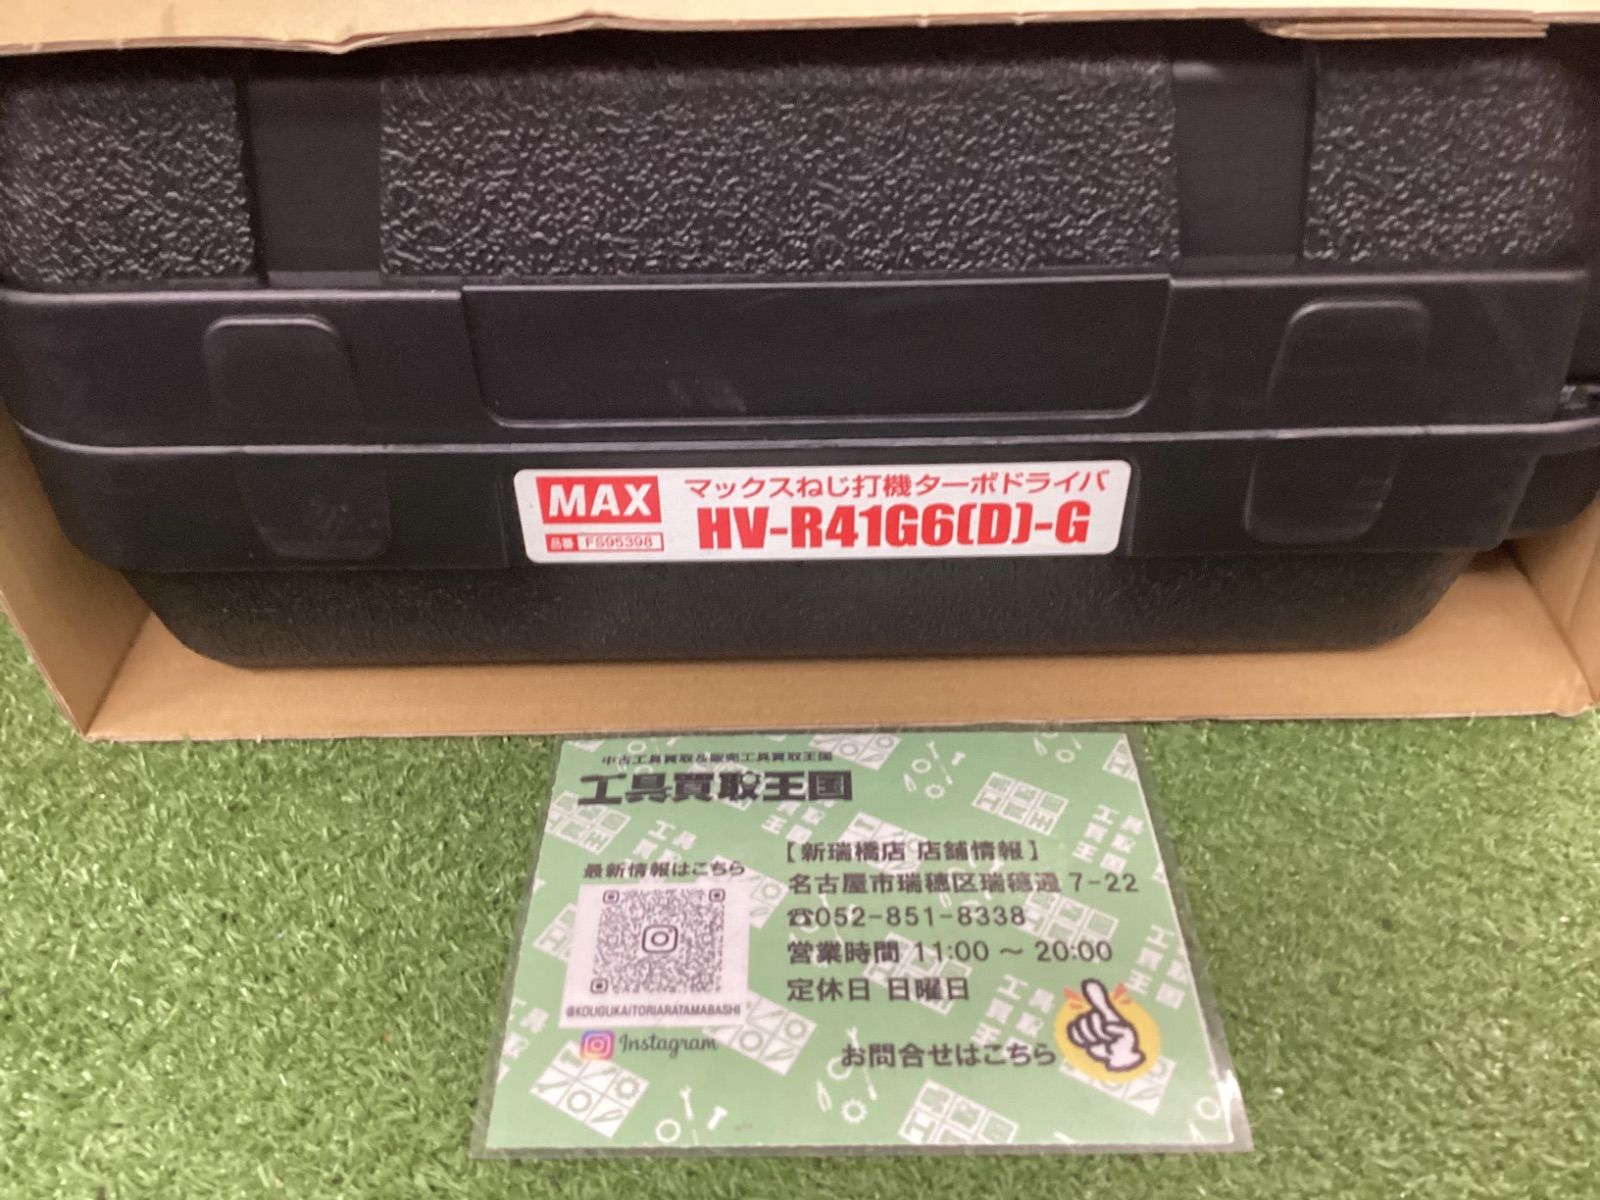 MAX
マックスねじ打機ターボドライバ
HV-R41G6(D)-G
品番 FS95398
中古工具買取&販売工具買取王国
工具買取王国
最新情報はこちら
@KOUGUKAITORIARATAMABASHI
Instagram
【新瑞橋店 店舗情報】
名古屋市瑞穂区瑞穂通7-22
☎052-851-8338
営業時間 11:00～20:00
定休日 日曜日
お問合せはこちら